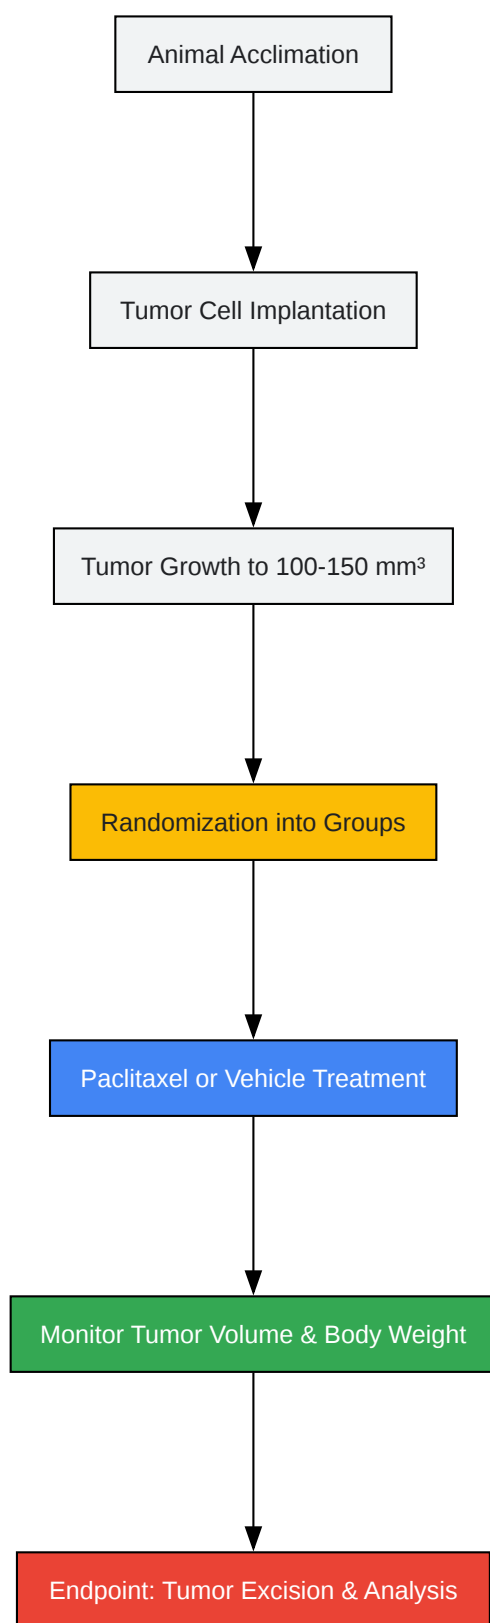 Animal Acclimation
Tumor Cell Implantation
Tumor Growth to 100-150 mm³
Randomization into Groups
Paclitaxel or Vehicle Treatment
Monitor Tumor Volume & Body Weight
Endpoint: Tumor Excision & Analysis